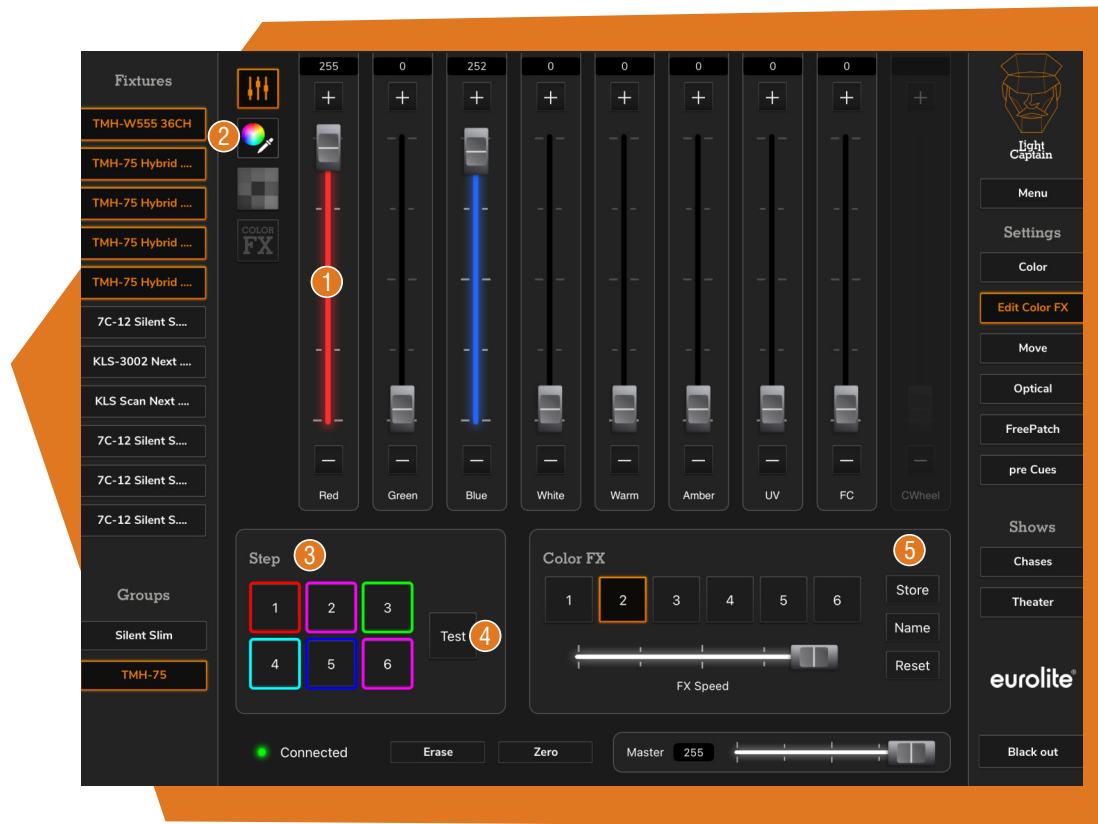 Fixtures
TMH-W555 36CH
TMH-75 Hybrid ....
TMH-75 Hybrid ....
TMH-75 Hybrid ....
TMH-75 Hybrid ....
7C-12 Silent S....
KLS-3002 Next ....
KLS Scan Next ....
7C-12 Silent S....
7C-12 Silent S....
7C-12 Silent S....
Groups
Silent Slim
TMH-75
2
COLOR
FX
255 0 252 0 0 0 0 0
+ + + + + + + + +
1
− − − − − − − − −
Red Green Blue White Warm Amber UV FC CWheel
Step 3
1 2 3
4 5 6
Test 4
Color FX
1 2 3 4 5 6
FX Speed
5
Store
Name
Reset
Connected
Erase
Zero
Master 255
Light
Captain
Menu
Settings
Color
Edit Color FX
Move
Optical
FreePatch
pre Cues
Shows
Chases
Theater
eurolite®
Black out